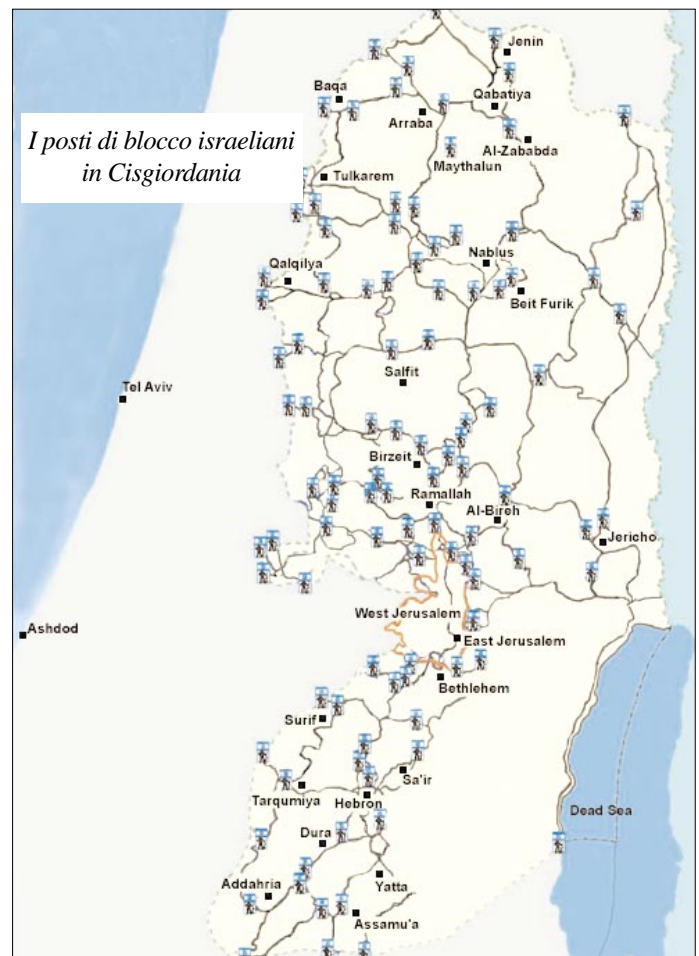 Jenin
Baqa
Qabatiya
Arraba
I posti di blocco israeliani
in Cisgiordania
Al-Zababda
Maythalun
Tulkarem
Nablus
Qalqilya
Beit Furik
Salfit
Tel Aviv
Birzeit
Ramallah
Al-Bireh
Jericho
West Jerusalem
Ashdod
East Jerusalem
Bethlehem
Surif
Sa'ir
Tarqumiya
Hebron
Dead Sea
Dura
Addahria
Yatta
Assamu'a